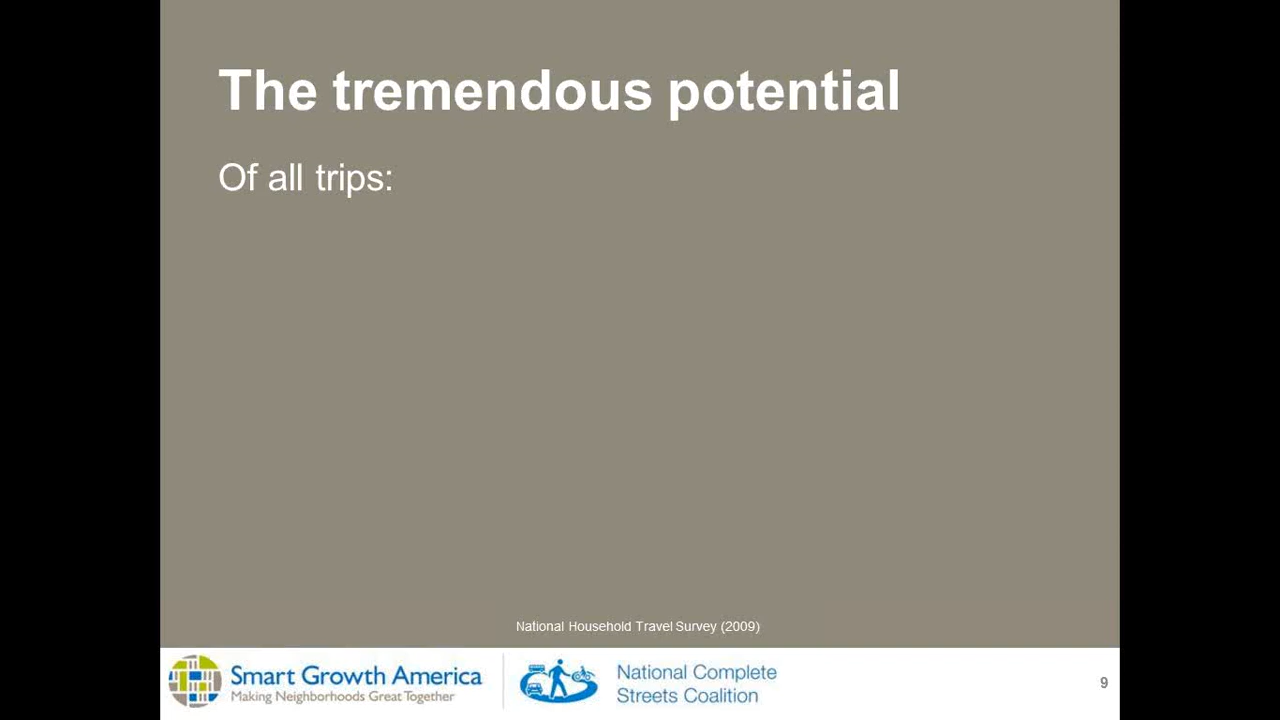 The tremendous potential
Of all trips:
National Household Travel Survey (2009)
Smart Growth America
Making Neighborhoods Great Together
National Complete
Streets Coalition
9